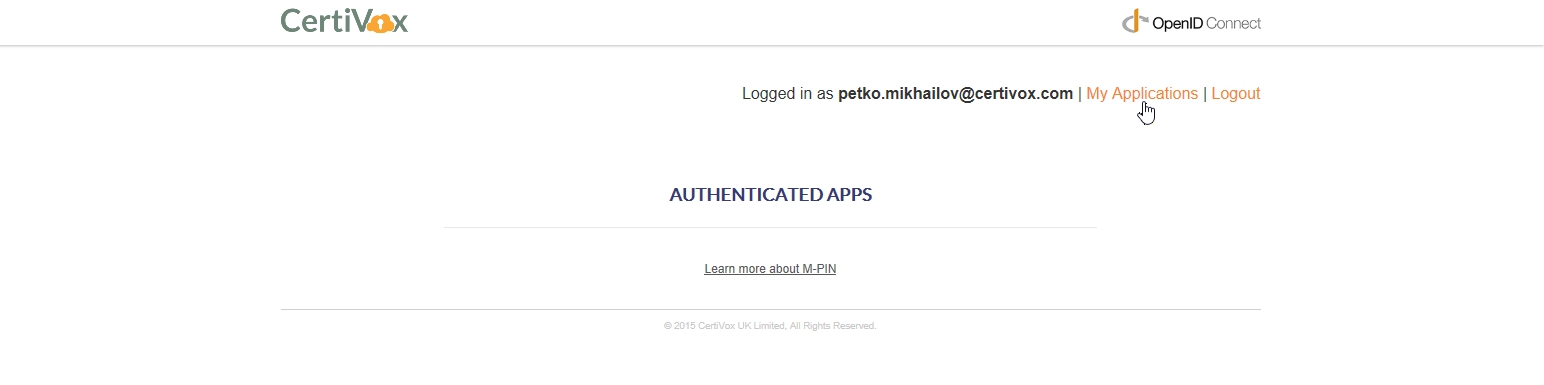 CertiVox
OpenID Connect
Logged in as petko.mikhailov@certivox.com | My Applications | Logout
AUTHENTICATED APPS
Learn more about M-PIN
© 2015 CertiVox UK Limited, All Rights Reserved.